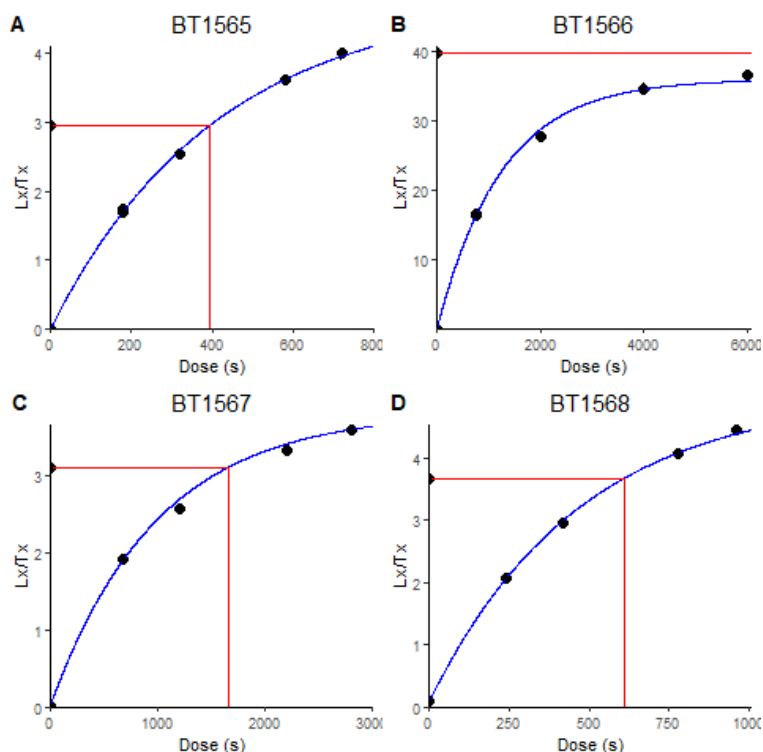 A BT1565
4
3
2
1
0
Lx/Tx
0 200 400 600 800
Dose (s)
B BT1566
40
30
20
10
0
Lx/Tx
0 2000 4000 6000
Dose (s)
C BT1567
3
2
1
0
Lx/Tx
0 1000 2000 3000
Dose (s)
D BT1568
4
3
2
1
0
Lx/Tx
0 250 500 750 1000
Dose (s)